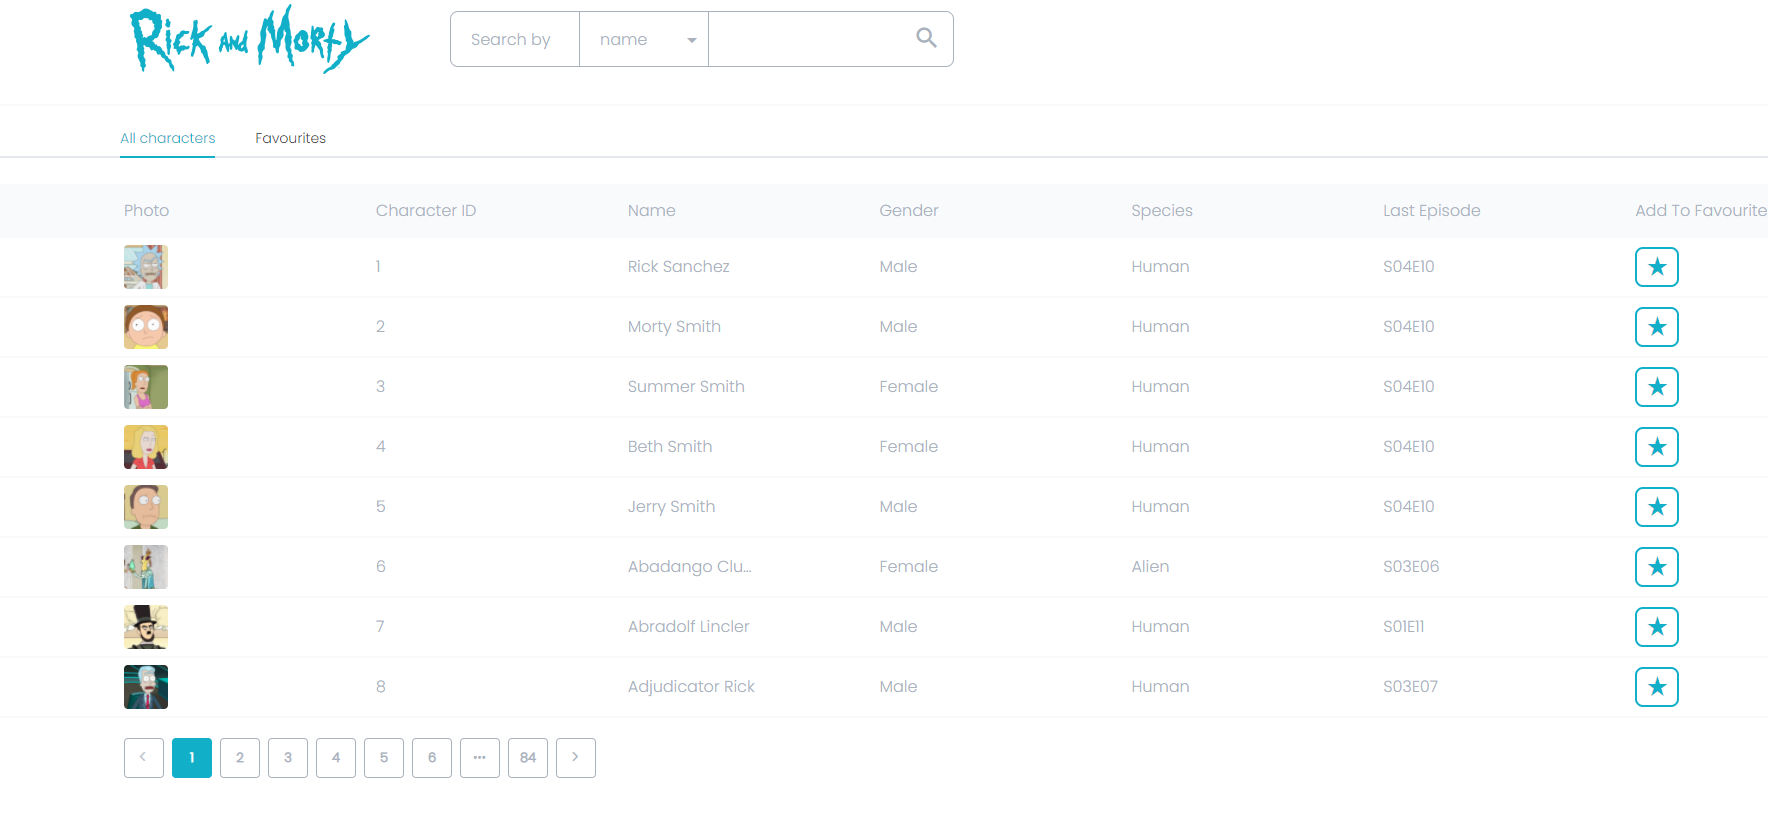 Rick and Morty
Search by name
All characters Favourites
Photo Character ID Name Gender Species Last Episode Add To Favourite
1 Rick Sanchez Male Human S04E10
2 Morty Smith Male Human S04E10
3 Summer Smith Female Human S04E10
4 Beth Smith Female Human S04E10
5 Jerry Smith Male Human S04E10
6 Abadango Clu... Female Alien S03E06
7 Abradolf Lincler Male Human S01E11
8 Adjudicator Rick Male Human S03E07
< 1 2 3 4 5 6 ... 84 >